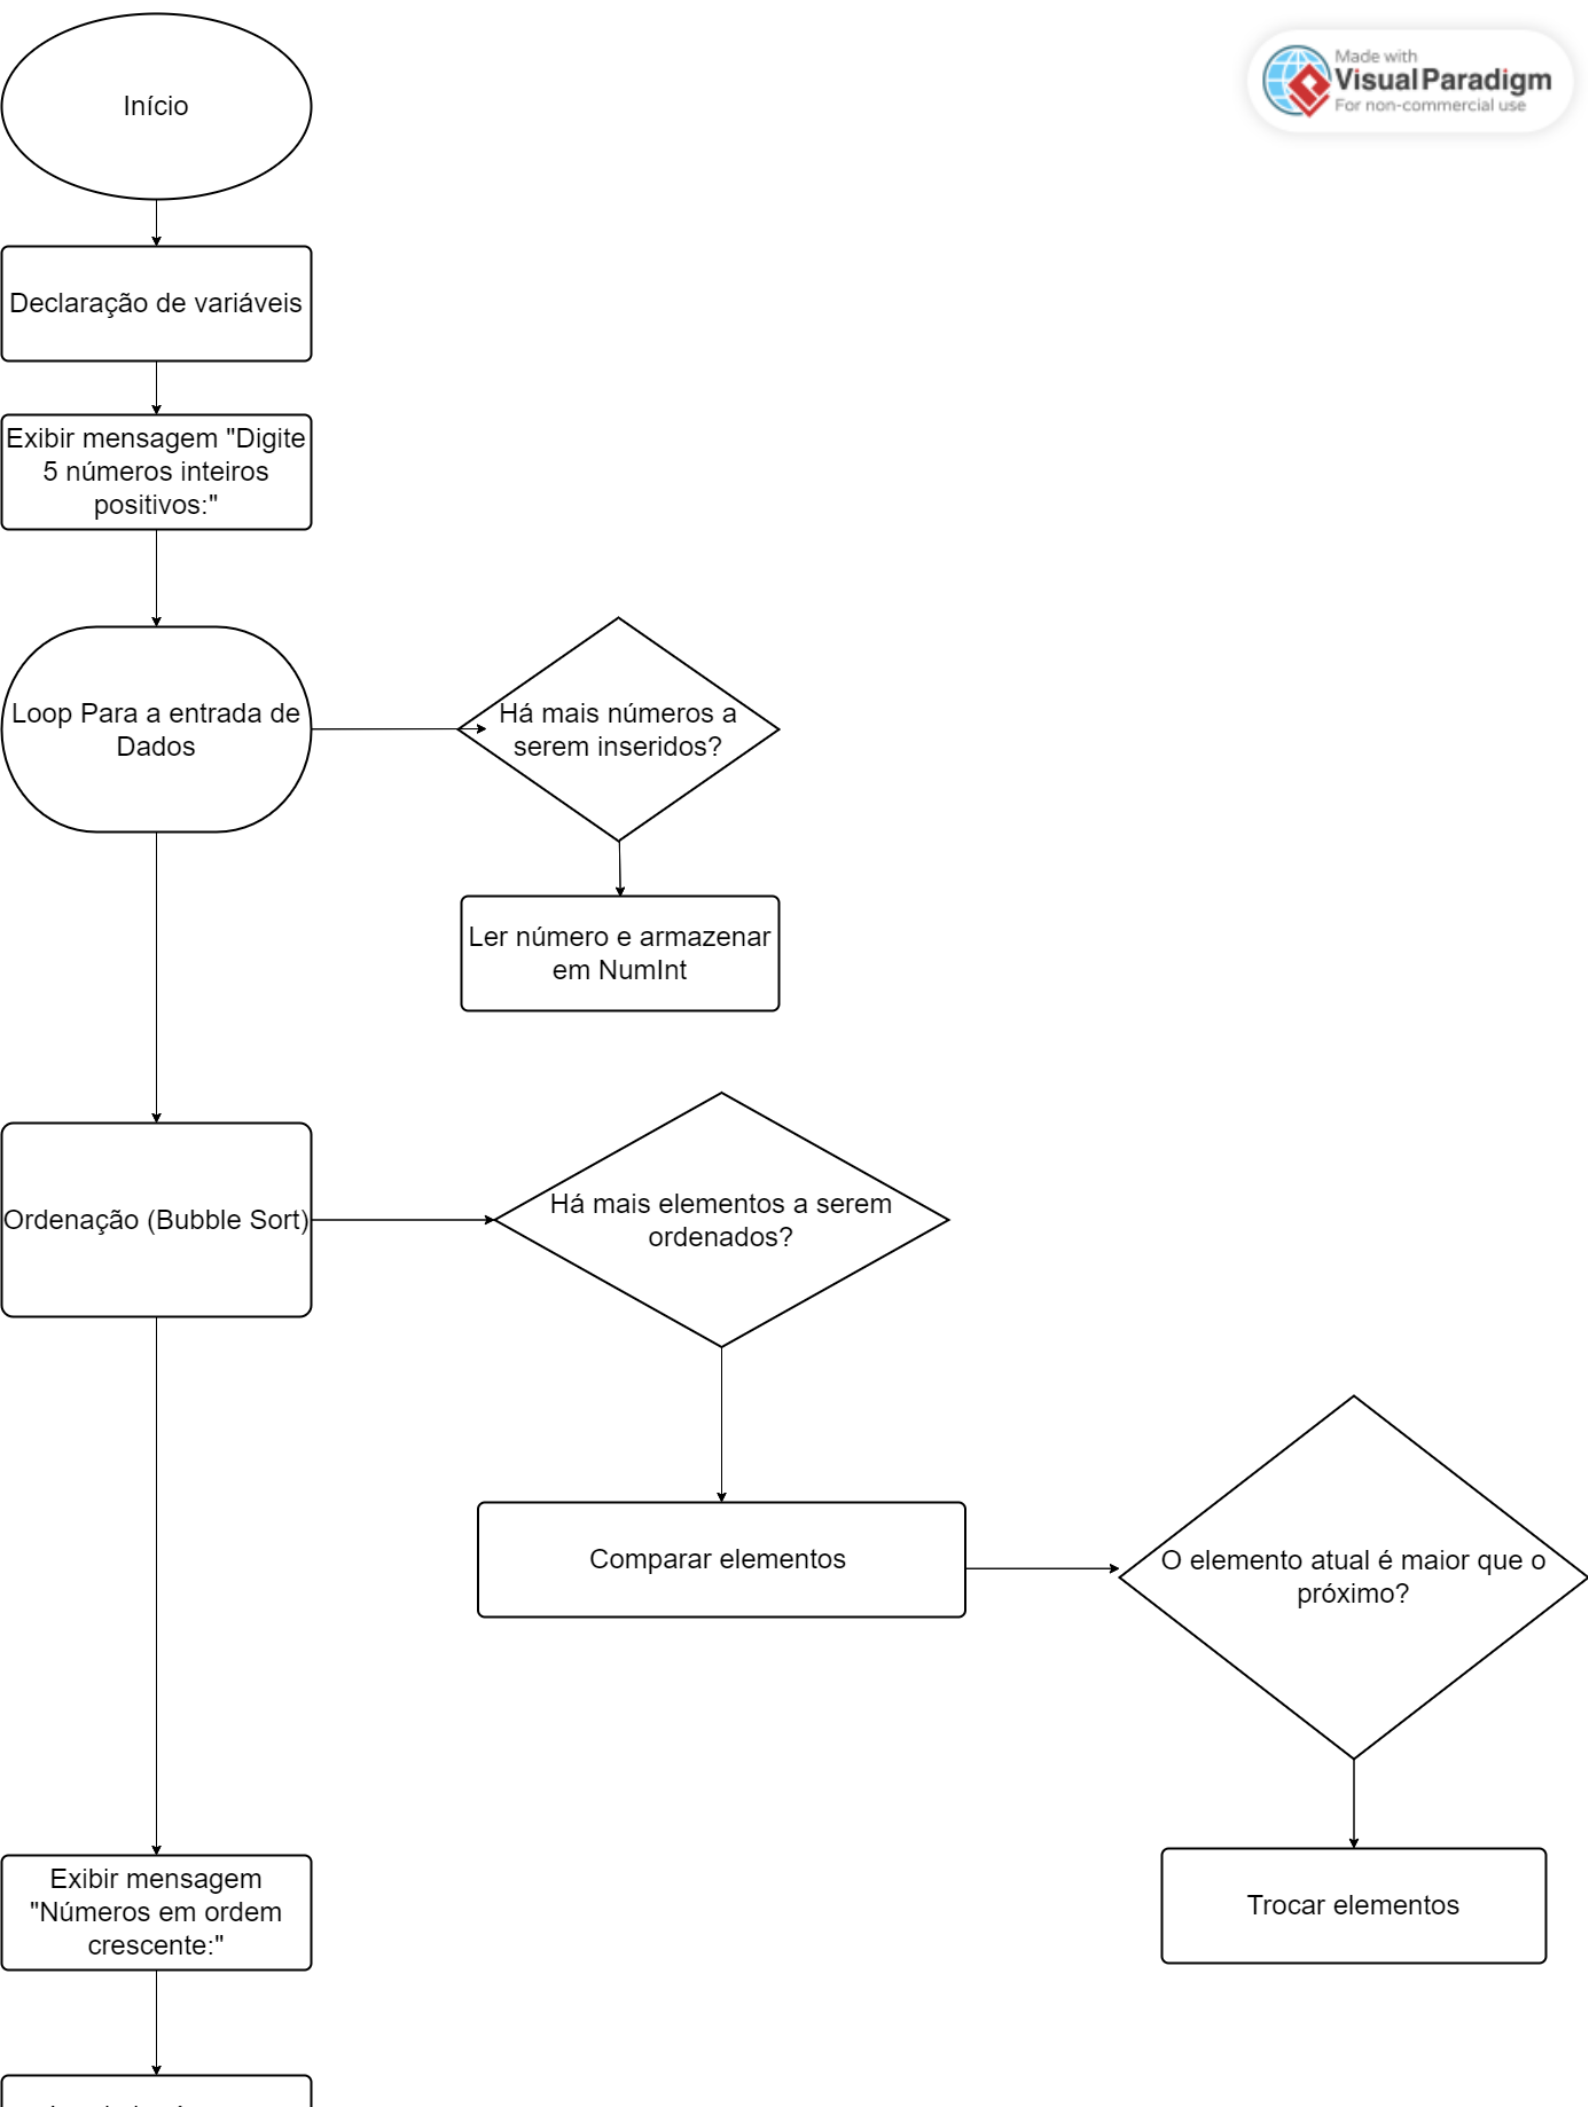 Início
Made with
Visual Paradigm
For non-commercial use
Declaração de variáveis
Exibir mensagem "Digite
5 números inteiros
positivos:"
Loop Para a entrada de
Dados
Há mais números a
serem inseridos?
Ler número e armazenar
em NumInt
Ordenação (Bubble Sort)
Há mais elementos a serem
ordenados?
Comparar elementos
O elemento atual é maior que o
próximo?
Trocar elementos
Exibir mensagem
"Números em ordem
crescente:"